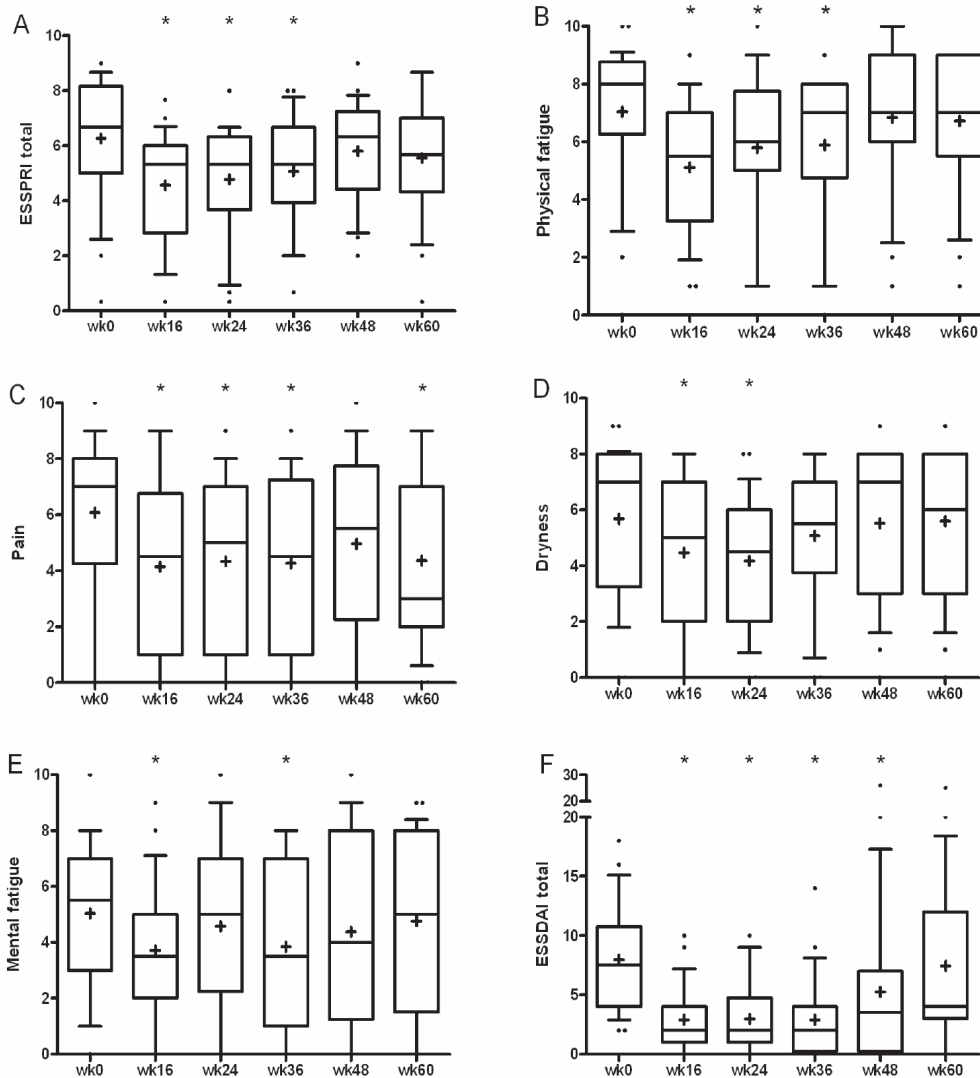 A
* * *
ESSPRI total
10
8
6
4
2
0
wk0 wk16 wk24 wk36 wk48 wk60
B
* * *
Physical fatigue
10
8
6
4
2
0
wk0 wk16 wk24 wk36 wk48 wk60
C
* * * *
Pain
10
8
6
4
2
0
wk0 wk16 wk24 wk36 wk48 wk60
D
* *
Dryness
10
8
6
4
2
0
wk0 wk16 wk24 wk36 wk48 wk60
E
* *
Mental fatigue
10
8
6
4
2
0
wk0 wk16 wk24 wk36 wk48 wk60
F
* * * *
ESSDAI total
30
20
20
15
10
5
0
wk0 wk16 wk24 wk36 wk48 wk60